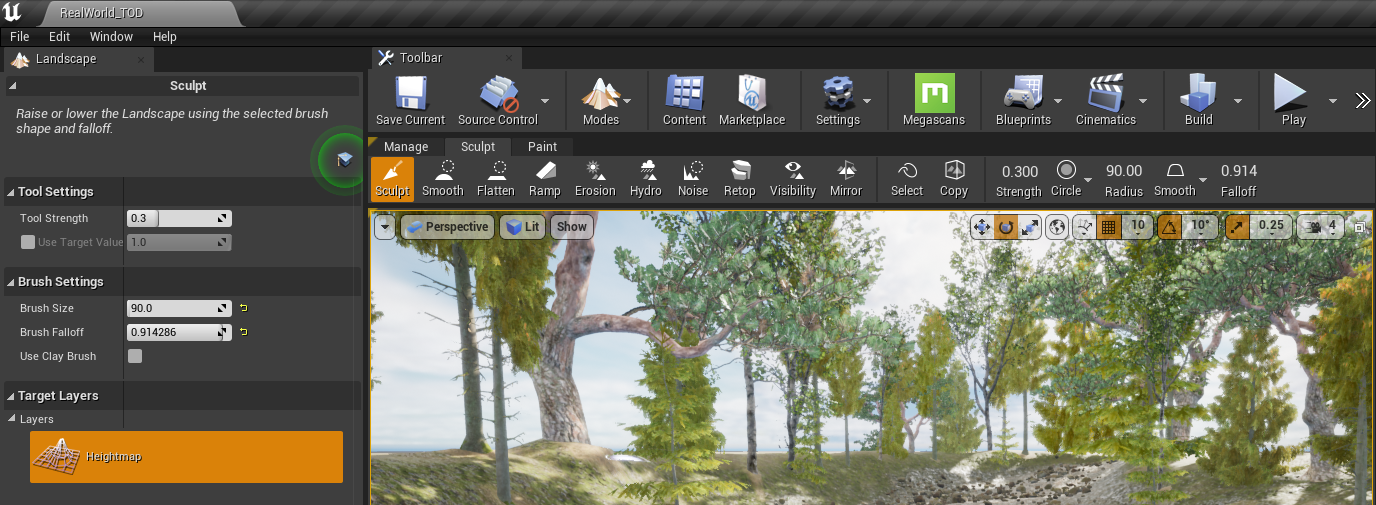 RealWorld_TOD
File Edit Window Help
Landscape
Toolbar
Sculpt
Raise or lower the Landscape using the selected brush
shape and falloff.
Tool Settings
Tool Strength 0.3
Use Target Value 1.0
Brush Settings
Brush Size 90.0
Brush Falloff 0.914286
Use Clay Brush
Target Layers
Layers
Heightmap
Save Current Source Control Modes Content Marketplace Settings Megascans Blueprints Cinematics Build Play
Manage Sculpt Paint
0.300 90.00 0.914
Sculpt Smooth Flatten Ramp Erosion Hydro Noise Retop Visibility Mirror Select Copy Strength Circle Radius Smooth Falloff
Perspective Lit Show 10 10° 0.25 4